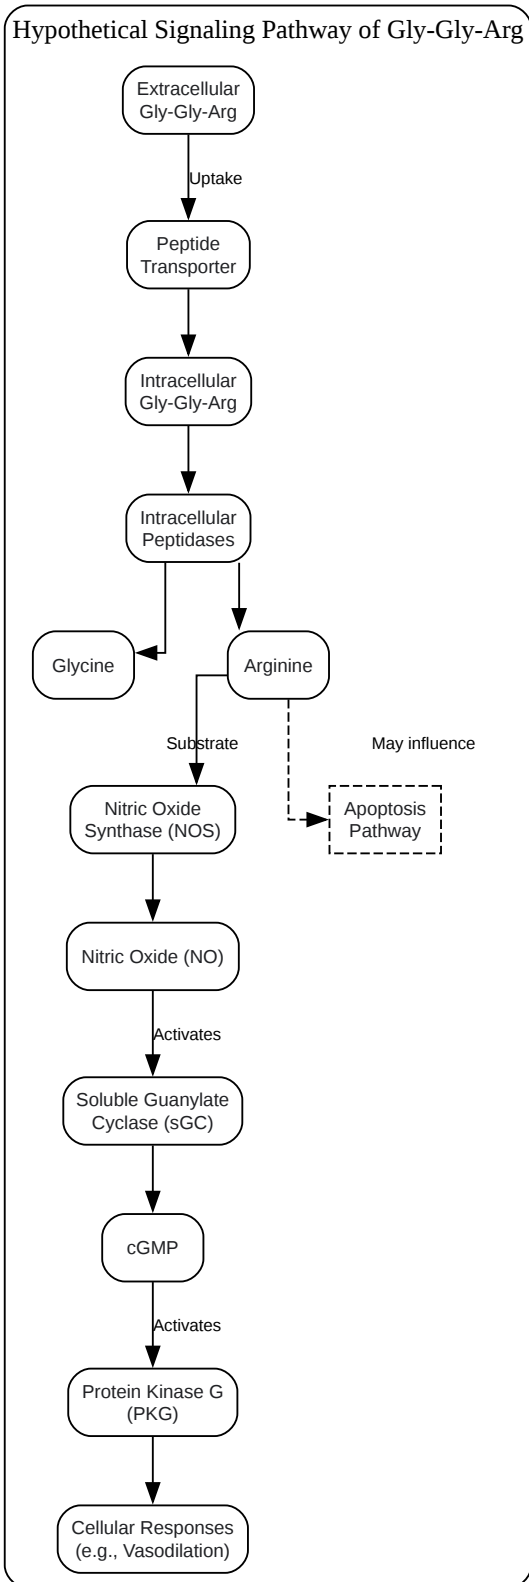 Hypothetical Signaling Pathway of Gly-Gly-Arg
Extracellular
Gly-Gly-Arg
Uptake
Peptide
Transporter
Intracellular
Gly-Gly-Arg
Intracellular
Peptidases
Glycine
Arginine
Substrate
May influence
Nitric Oxide
Synthase (NOS)
Apoptosis
Pathway
Nitric Oxide (NO)
Activates
Soluble Guanylate
Cyclase (sGC)
cGMP
Activates
Protein Kinase G
(PKG)
Cellular Responses
(e.g., Vasodilation)